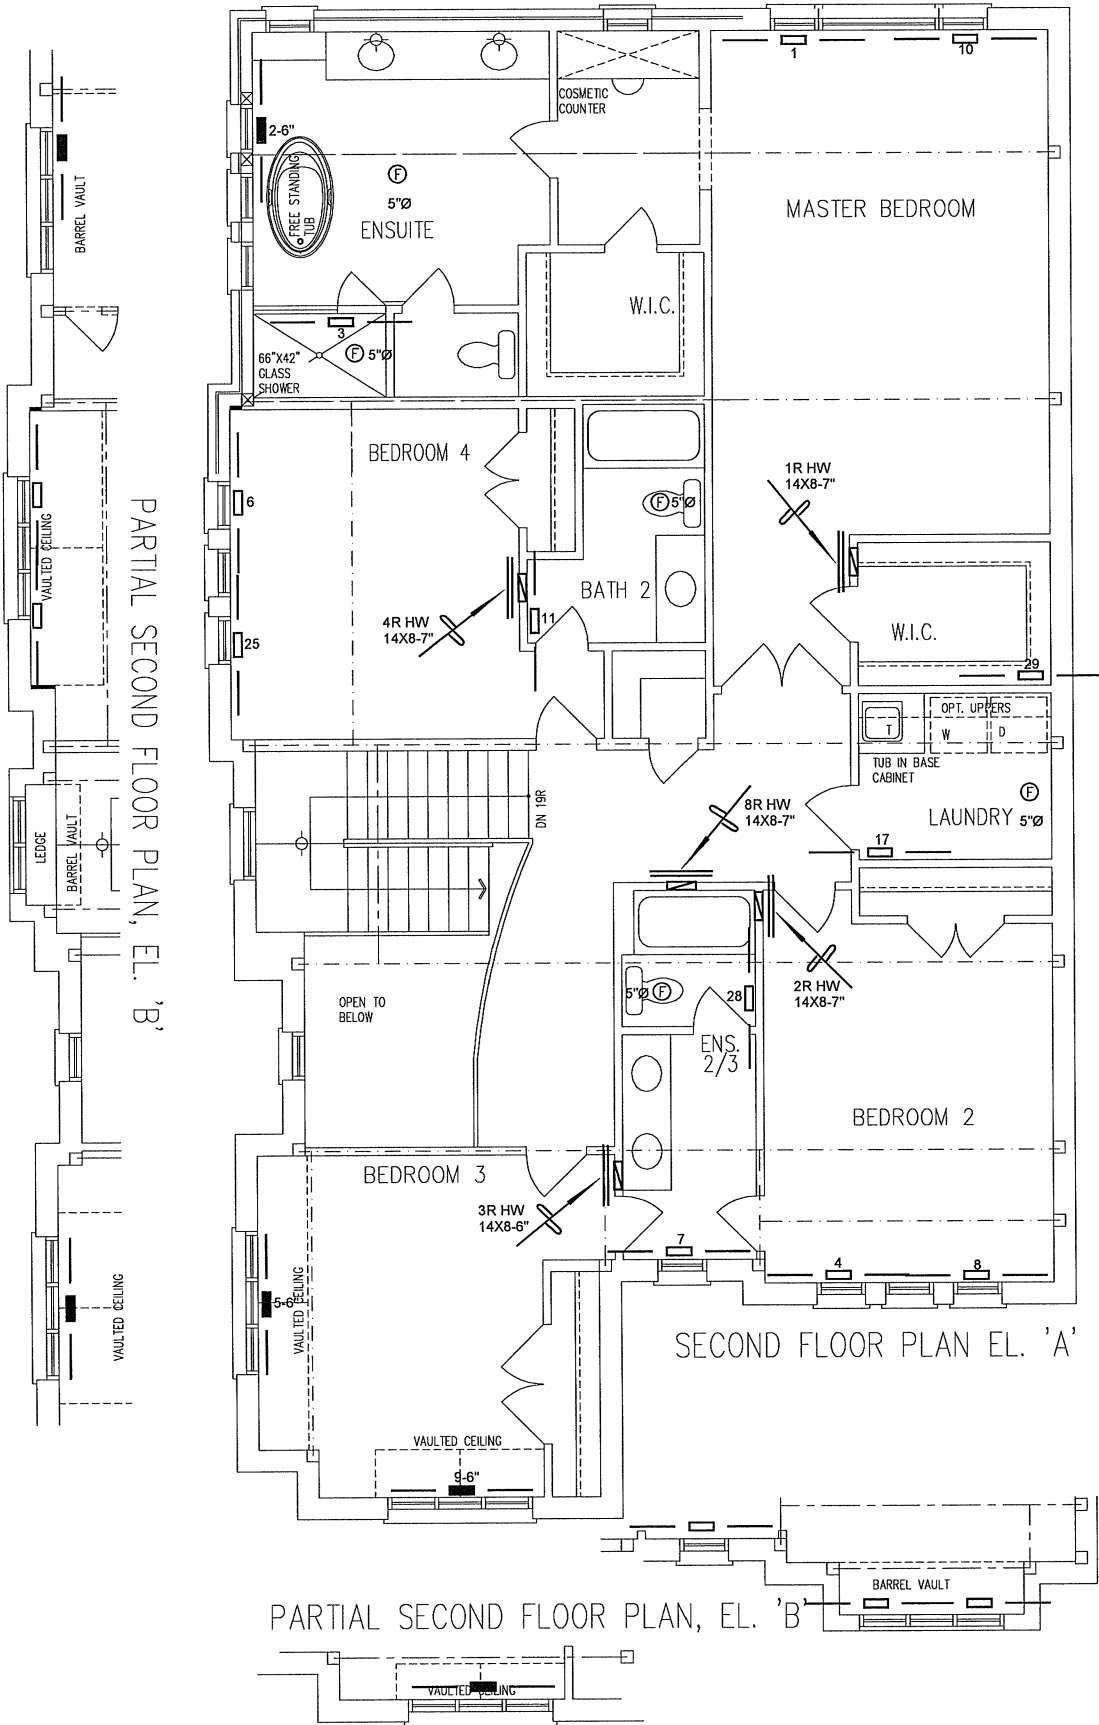 1
10
COSMETIC
COUNTER
2-6"
FREE STANDING
TUB
F
5"Ø
ENSUITE
MASTER BEDROOM
BARREL VAULT
W.I.C.
3
F 5"Ø
66"X42"
GLASS
SHOWER
BEDROOM 4
1R HW
14X8-7"
6
F 5"Ø
VAULTED CEILING
BATH 2
4R HW
14X8-7"
11
25
W.I.C.
29
PARTIAL SECOND FLOOR PLAN, EL. 'B'
OPT. UPPERS
T
W
D
TUB IN BASE
CABINET
DN 19R
8R HW
14X8-7"
F
LAUNDRY 5"Ø
17
LEDGE
BARREL VAULT
2R HW
14X8-7"
5"Ø F
28
OPEN TO
BELOW
ENS.
2/3
BEDROOM 2
BEDROOM 3
3R HW
14X8-6"
7
4
8
5-6
VAULTED CEILING
VAULTED CEILING
SECOND FLOOR PLAN EL. 'A'
VAULTED CEILING
9-6"
BARREL VAULT
PARTIAL SECOND FLOOR PLAN, EL. 'B'
VAULTED CEILING